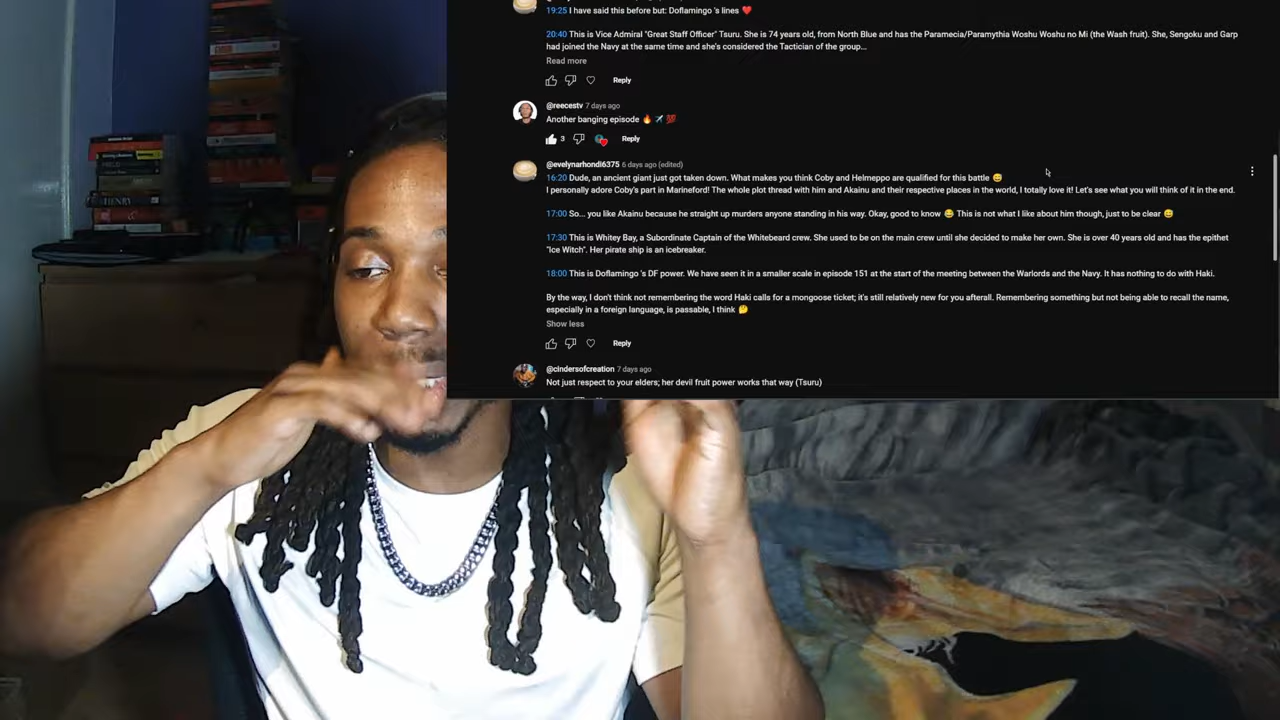 19:25 I have said this before but: Doflamingo 's lines ❤️
20:40 This is Vice Admiral "Great Staff Officer" Tsuru. She is 74 years old, from North Blue and has the Paramecia/Paramythia Woshu Woshu no Mi (the Wash fruit). She, Sengoku and Garp
had joined the Navy at the same time and she's considered the Tactician of the group...
Read more
Reply
@reecestv 7 days ago
Another banging episode 🔥 ✈️ 💯
3 Reply
@evelynarhondi6375 6 days ago (edited)
16:20 Dude, an ancient giant just got taken down. What makes you think Coby and Helmeppo are qualified for this battle 😅
I personally adore Coby's part in Marineford! The whole plot thread with him and Akainu and their respective places in the world, I totally love it! Let's see what you will think of it in the end.
17:00 So... you like Akainu because he straight up murders anyone standing in his way. Okay, good to know 😂 This is not what I like about him though, just to be clear 😅
17:30 This is Whitey Bay, a Subordinate Captain of the Whitebeard crew. She used to be on the main crew until she decided to make her own. She is over 40 years old and has the epithet
"Ice Witch". Her pirate ship is an icebreaker.
18:00 This is Doflamingo 's DF power. We have seen it in a smaller scale in episode 151 at the start of the meeting between the Warlords and the Navy. It has nothing to do with Haki.
By the way, I don't think not remembering the word Haki calls for a mongoose ticket; it's still relatively new for you afterall. Remembering something but not being able to recall the name,
especially in a foreign language, is passable, I think 🤔
Show less
Reply
@cindersofcreation 7 days ago
Not just respect to your elders; her devil fruit power works that way (Tsuru)